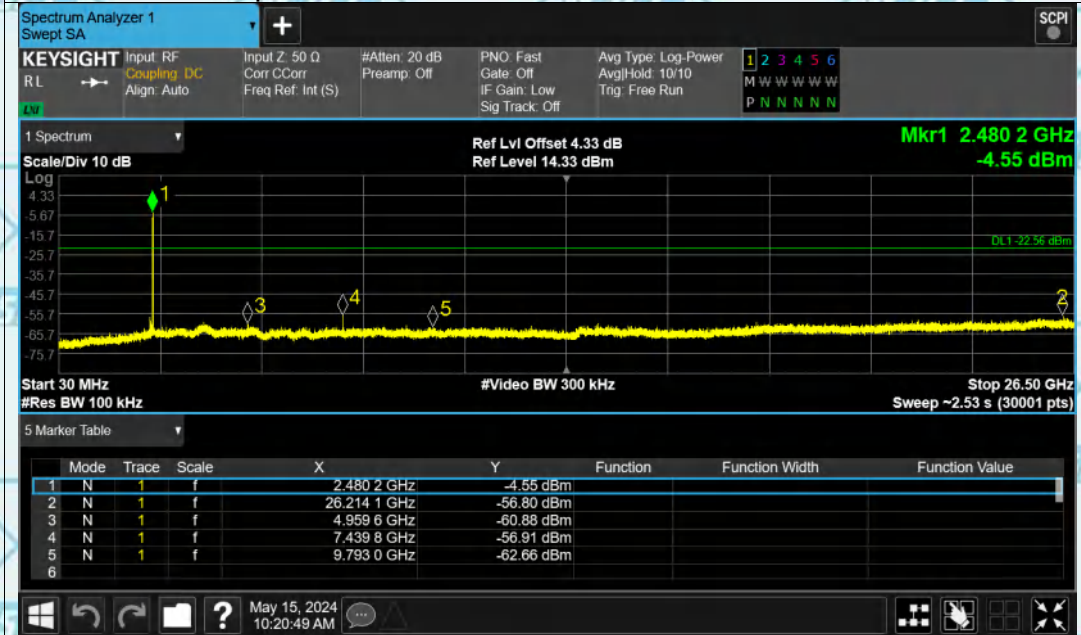 Spectrum Analyzer 1
Swept SA
+
SCPI
KEYSIGHT Input: RF Input Z: 50 Ω #Atten: 20 dB PNO: Fast Avg Type: Log-Power 1 2 3 4 5 6
RL Coupling: DC Corr CCorr Preamp: Off Gate: Off Avg|Hold: 10/10 M W W W W W
Align: Auto Freq Ref: Int (S) IF Gain: Low Trig: Free Run P N N N N N
LNI Sig Track: Off
1 Spectrum Ref Lvl Offset 4.33 dB Mkr1 2.480 2 GHz
Scale/Div 10 dB Ref Level 14.33 dBm -4.55 dBm
Log
4.33 1
-5.67
-15.7
DL1 -22.56 dBm
-25.7
-35.7
-45.7 3 4 5 2
-55.7
-65.7
-75.7
Start 30 MHz #Video BW 300 kHz Stop 26.50 GHz
#Res BW 100 kHz Sweep ~2.53 s (30001 pts)
5 Marker Table
Mode Trace Scale X Y Function Function Width Function Value
1 N 1 f 2.480 2 GHz -4.55 dBm
2 N 1 f 26.214 1 GHz -56.80 dBm
3 N 1 f 4.959 6 GHz -60.88 dBm
4 N 1 f 7.439 8 GHz -56.91 dBm
5 N 1 f 9.793 0 GHz -62.66 dBm
6
? May 15, 2024
10:20:49 AM